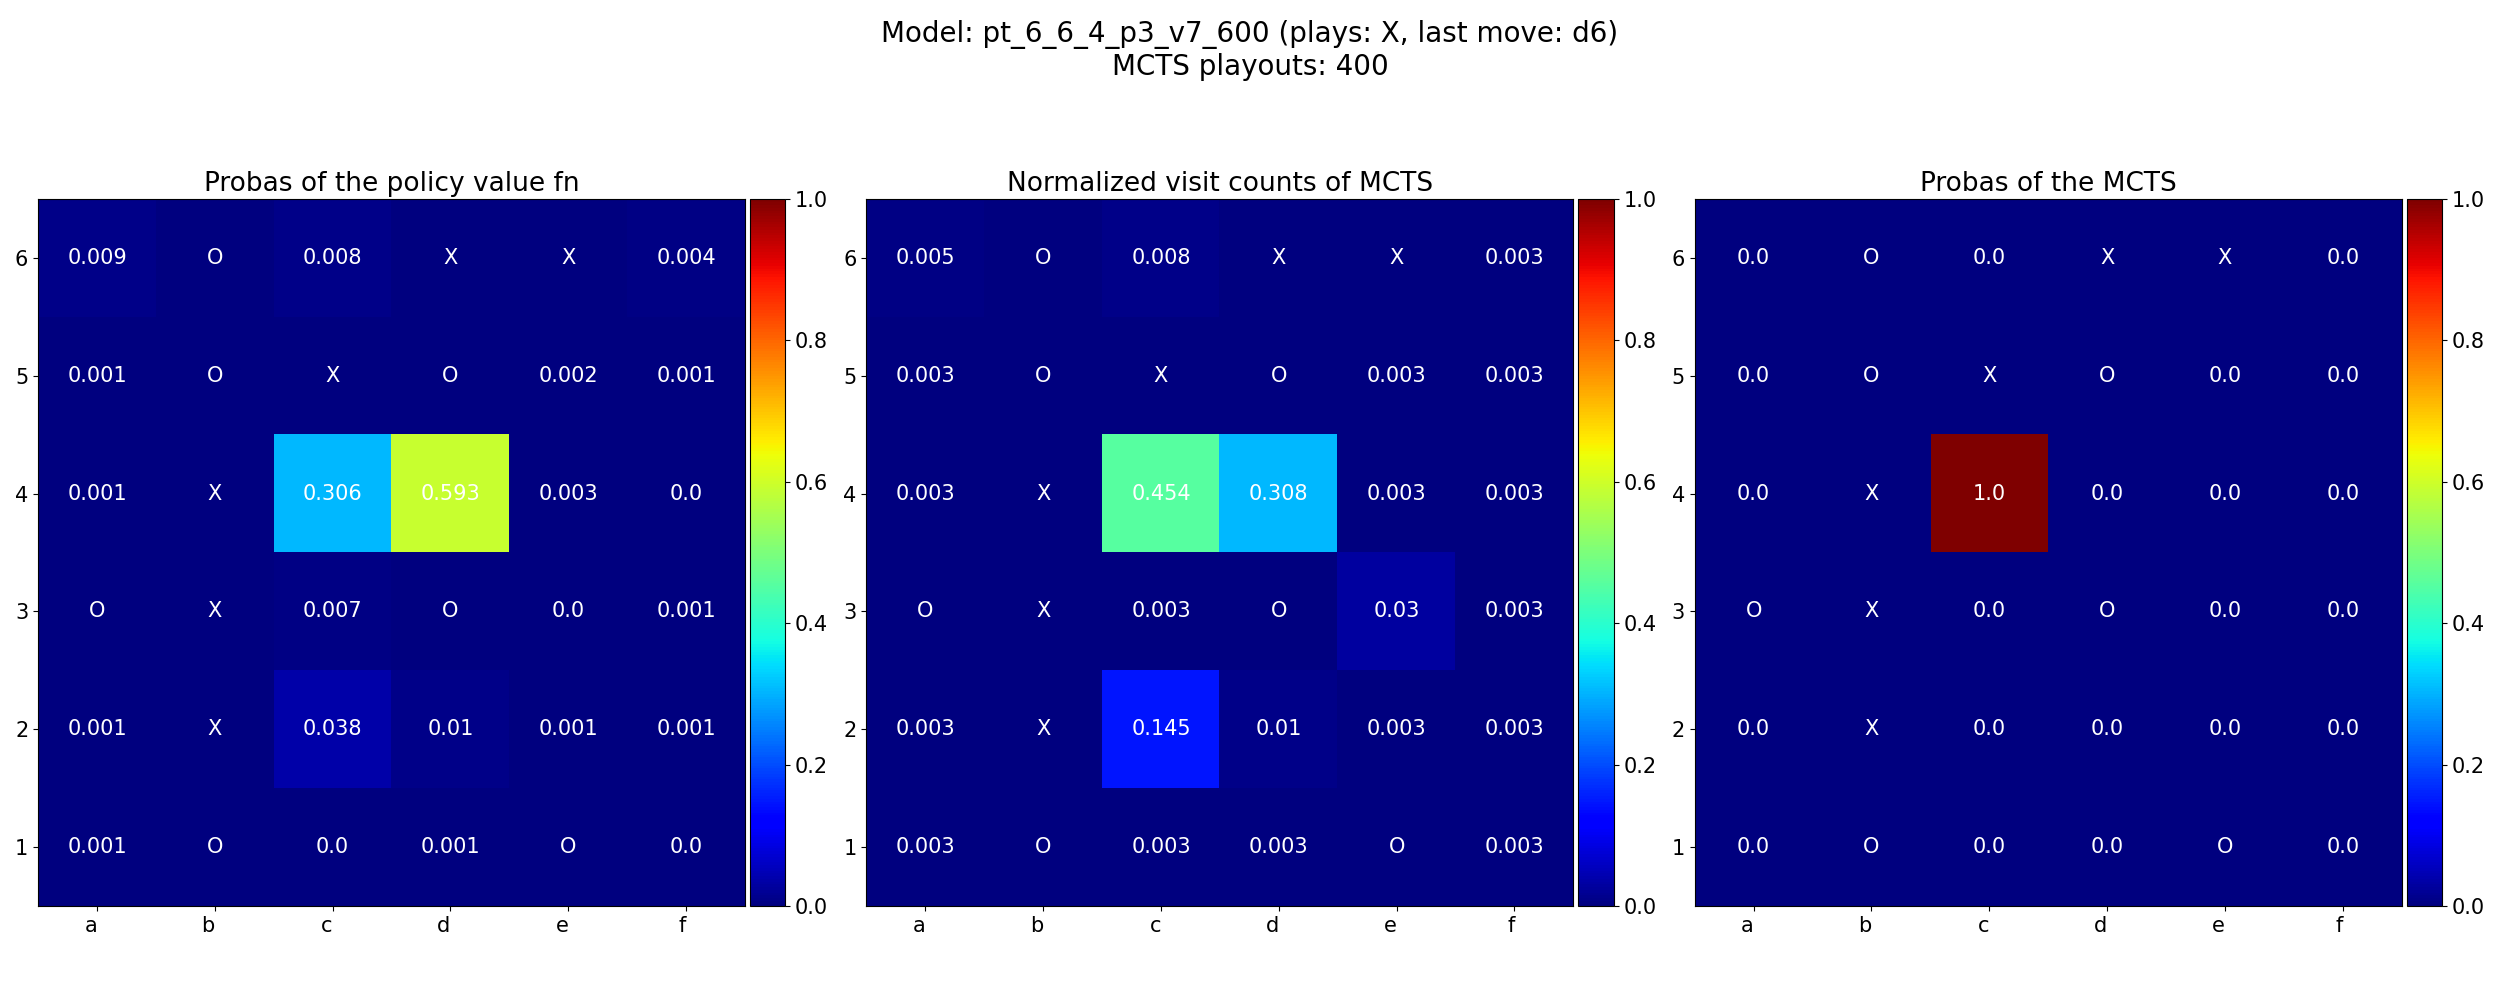 Model: pt_6_6_4_p3_v7_600 (plays: X, last move: d6)
MCTS playouts: 400
Probas of the policy value fn
6 0.009 O 0.008 X X 0.004
5 0.001 O X O 0.002 0.001
4 0.001 X 0.306 0.593 0.003 0.0
3 O X 0.007 O 0.0 0.001
2 0.001 X 0.038 0.01 0.001 0.001
1 0.001 O 0.0 0.001 O 0.0
a b c d e f
1.0
0.8
0.6
0.4
0.2
0.0
Normalized visit counts of MCTS
6 0.005 O 0.008 X X 0.003
5 0.003 O X O 0.003 0.003
4 0.003 X 0.454 0.308 0.003 0.003
3 O X 0.003 O 0.03 0.003
2 0.003 X 0.145 0.01 0.003 0.003
1 0.003 O 0.003 0.003 O 0.003
a b c d e f
1.0
0.8
0.6
0.4
0.2
0.0
Probas of the MCTS
6 0.0 O 0.0 X X 0.0
5 0.0 O X O 0.0 0.0
4 0.0 X 1.0 0.0 0.0 0.0
3 O X 0.0 O 0.0 0.0
2 0.0 X 0.0 0.0 0.0 0.0
1 0.0 O 0.0 0.0 O 0.0
a b c d e f
1.0
0.8
0.6
0.4
0.2
0.0